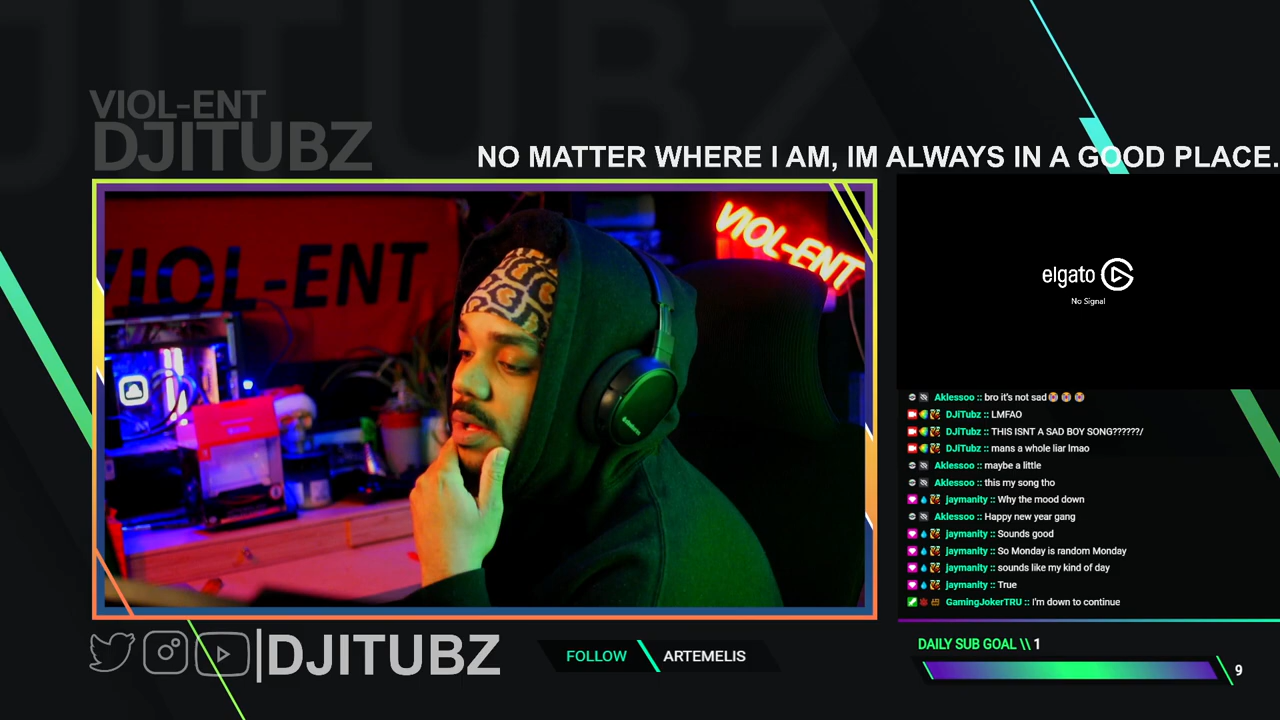 VIOL-ENT
DJITUBZ
NO MATTER WHERE I AM, IM ALWAYS IN A GOOD PLACE.
VIOL-ENT
VIOL-ENT
elgato
No Signal
Aklessoo :: bro it's not sad
DJiTubz :: LMFAO
DJiTubz :: THIS ISNT A SAD BOY SONG??????/
DJiTubz :: mans a whole liar lmao
Aklessoo :: maybe a little
Aklessoo :: this my song tho
jaymanity :: Why the mood down
Aklessoo :: Happy new year gang
jaymanity :: Sounds good
jaymanity :: So Monday is random Monday
jaymanity :: sounds like my kind of day
jaymanity :: True
GamingJokerTRU :: I'm down to continue
DJITUBZ
FOLLOW ARTEMELIS
DAILY SUB GOAL \\ 1
9